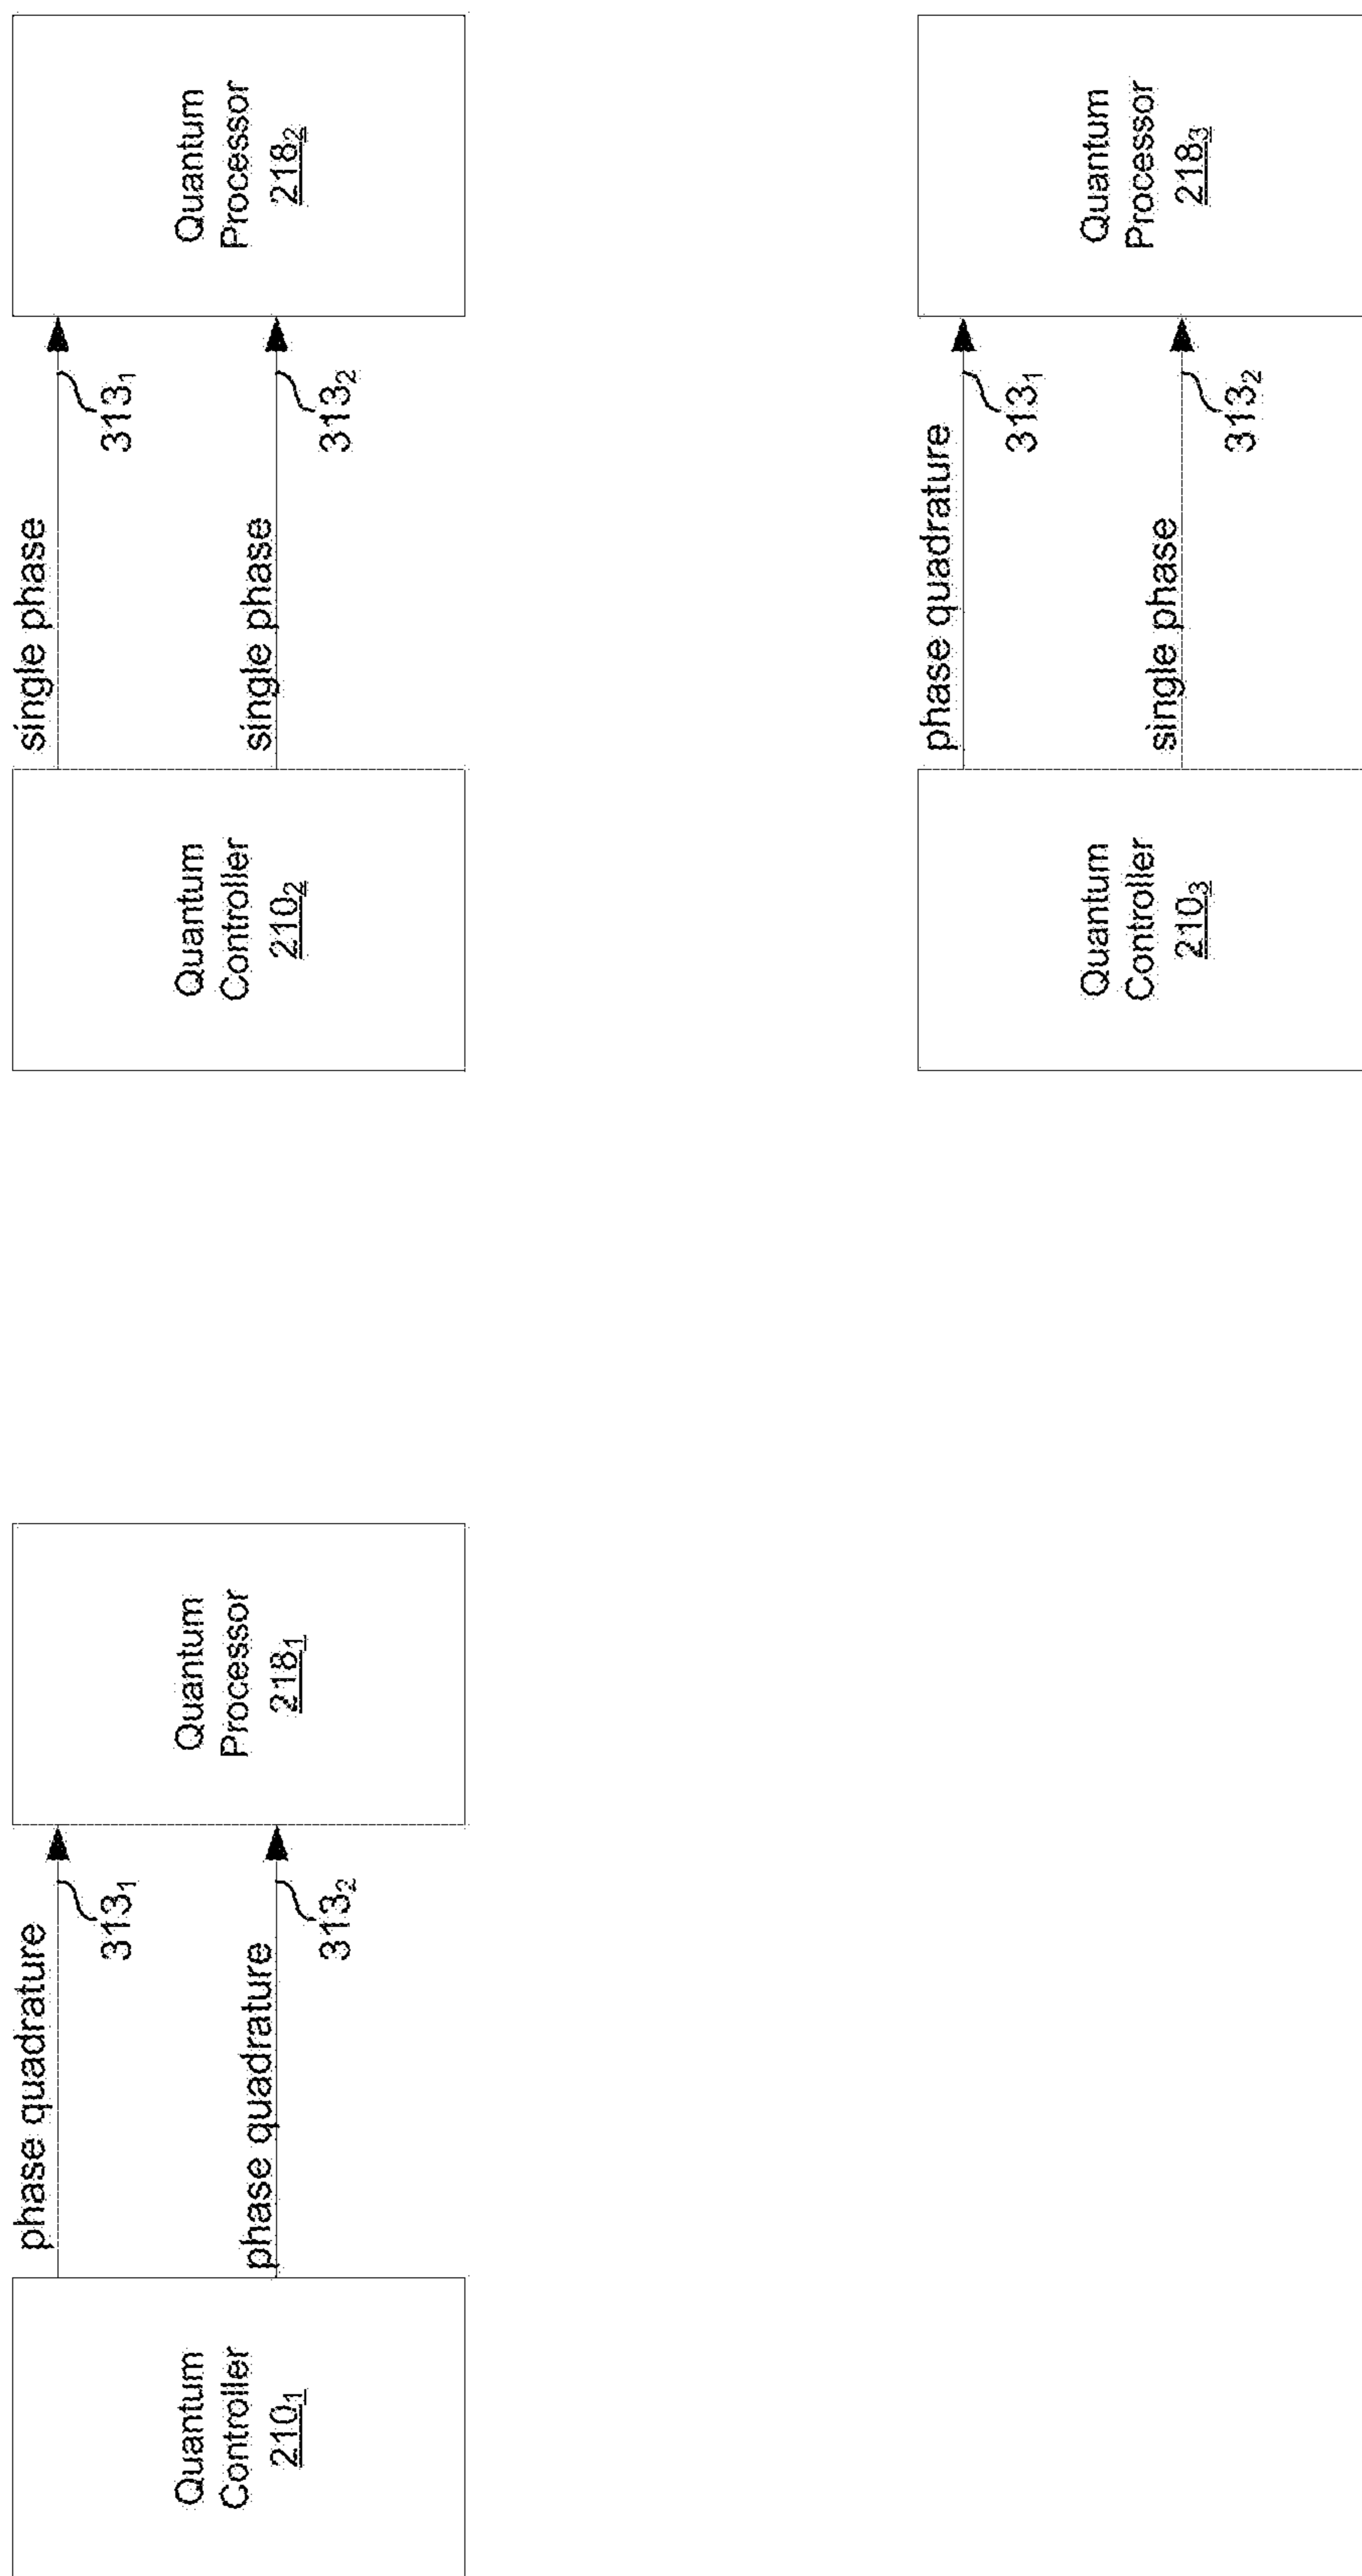 Quantum
Controller
210₁
phase quadrature
313₁
phase quadrature
313₂
Quantum
Processor
218₁
Quantum
Controller
210₂
single phase
313₁
single phase
313₂
Quantum
Processor
218₂
Quantum
Controller
210₃
phase quadrature
313₁
single phase
313₂
Quantum
Processor
218₃